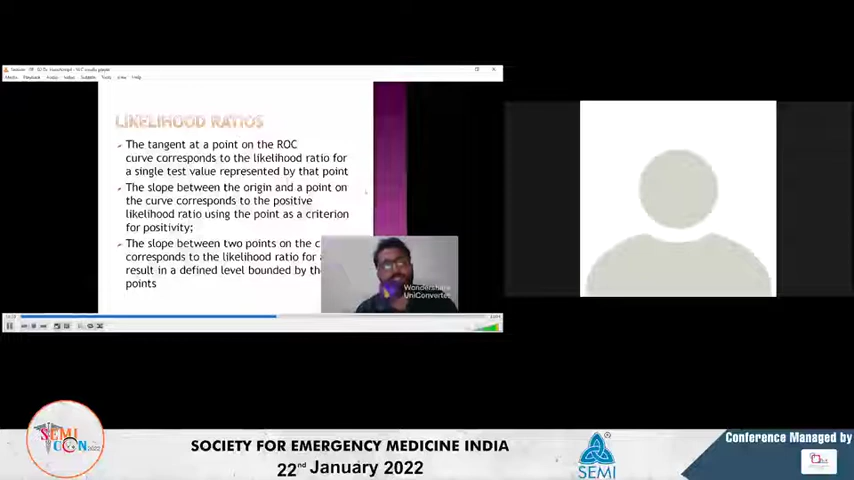 LIKELIHOOD RATIOS
The tangent at a point on the ROC
curve corresponds to the likelihood ratio for
a single test value represented by that point
The slope between the origin and a point on
the curve corresponds to the positive
likelihood ratio using the point as a criterion
for positivity;
The slope between two points on the c
corresponds to the likelihood ratio for a
result in a defined level bounded by the
points
Wondershare
UniConverter
SEMI
CON 2022
SOCIETY FOR EMERGENCY MEDICINE INDIA
22nd January 2022
SEMI
Conference Managed by